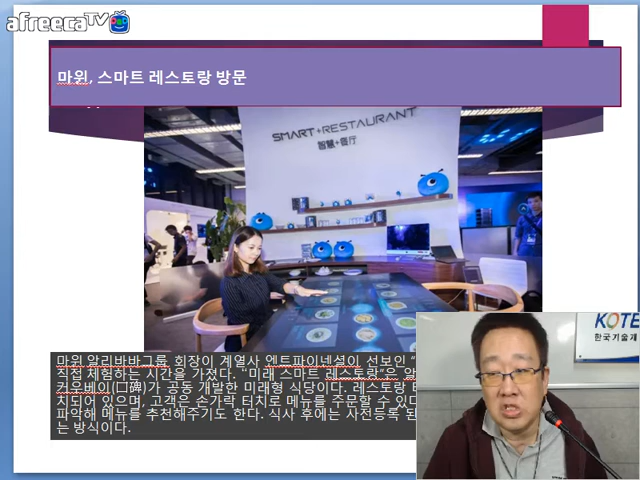 afreecaTV
마윈, 스마트 레스토랑 방문
SMART+RESTAURANT
智慧+餐厅
마윈 알리바바그룹 회장이 계열사 엔트파이넨셜이 선보인 "
직접 체험하는 시간을 가졌다. "미래 스마트 레스토랑"은 알
커우베이(口碑)가 공동 개발한 미래형 식당이다. 레스토랑 테
치되어 있으며, 고객은 손가락 터치로 메뉴를 주문할 수 있다
파악해 메뉴를 추천해주기도 한다. 식사 후에는 사전등록 된
는 방식이다.
KOTE
한국기술개